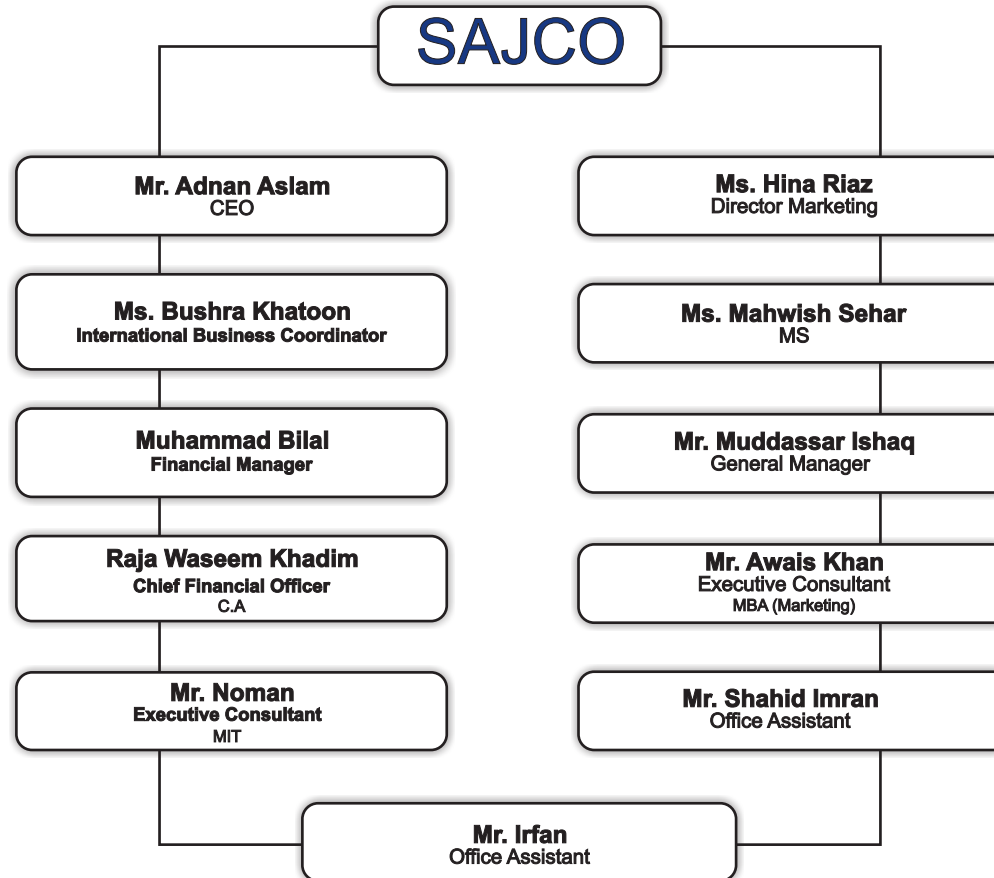 SAJCO
Mr. Adnan Aslam
CEO
Ms. Bushra Khatoon
International Business Coordinator
Muhammad Bilal
Financial Manager
Raja Waseem Khadim
Chief Financial Officer
C.A
Mr. Noman
Executive Consultant
MIT
Ms. Hina Riaz
Director Marketing
Ms. Mahwish Sehar
MS
Mr. Muddassar Ishaq
General Manager
Mr. Awais Khan
Executive Consultant
MBA (Marketing)
Mr. Shahid Imran
Office Assistant
Mr. Irfan
Office Assistant